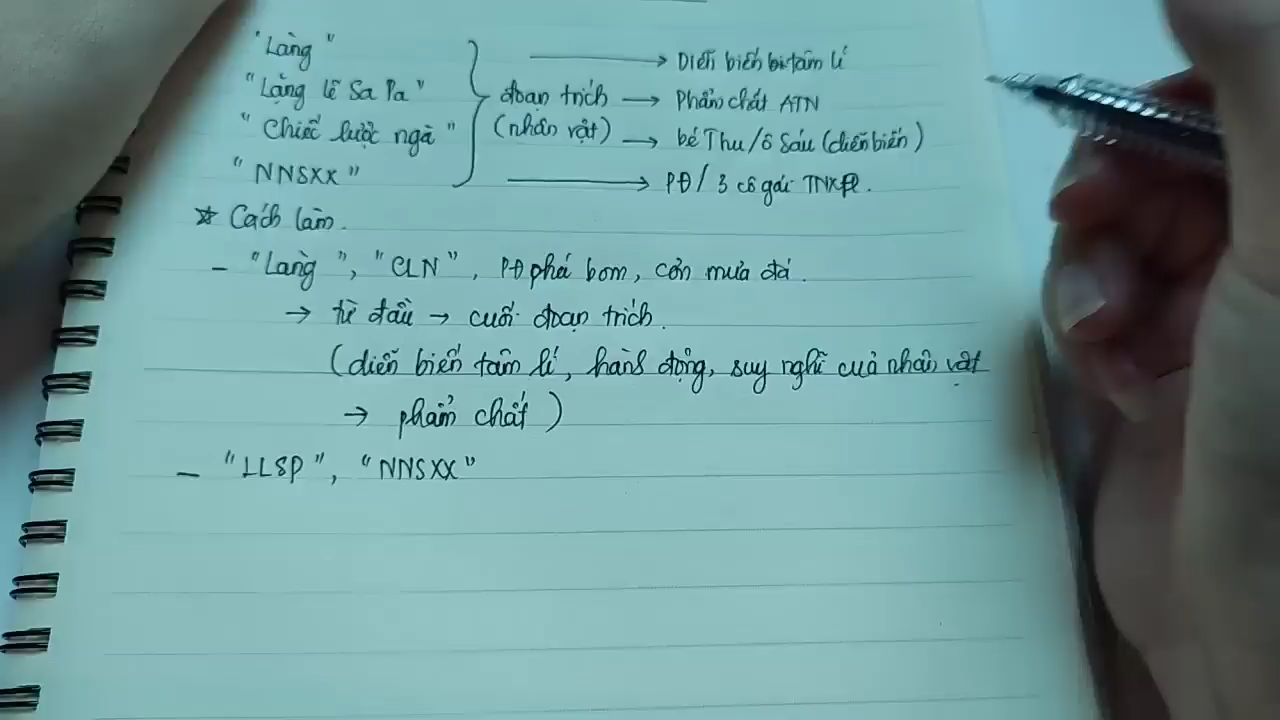 "Làng" → Diễn biến tâm lí
"Lặng lẽ Sa Pa" đoạn trích → Phẩm chất ATN
"Chiếc lược ngà" (nhân vật) → bé Thu / ô Sáu (diễn biến)
"NNSXX" → PĐ / 3 cô gái TNXP.
* Cách làm.
- "Làng", "CLN", PĐ phá bom, cơn mưa đá.
→ từ đầu → cuối đoạn trích.
(diễn biến tâm lí, hành động, suy nghĩ của nhân vật
→ phẩm chất)
- "LLSP", "NNSXX"